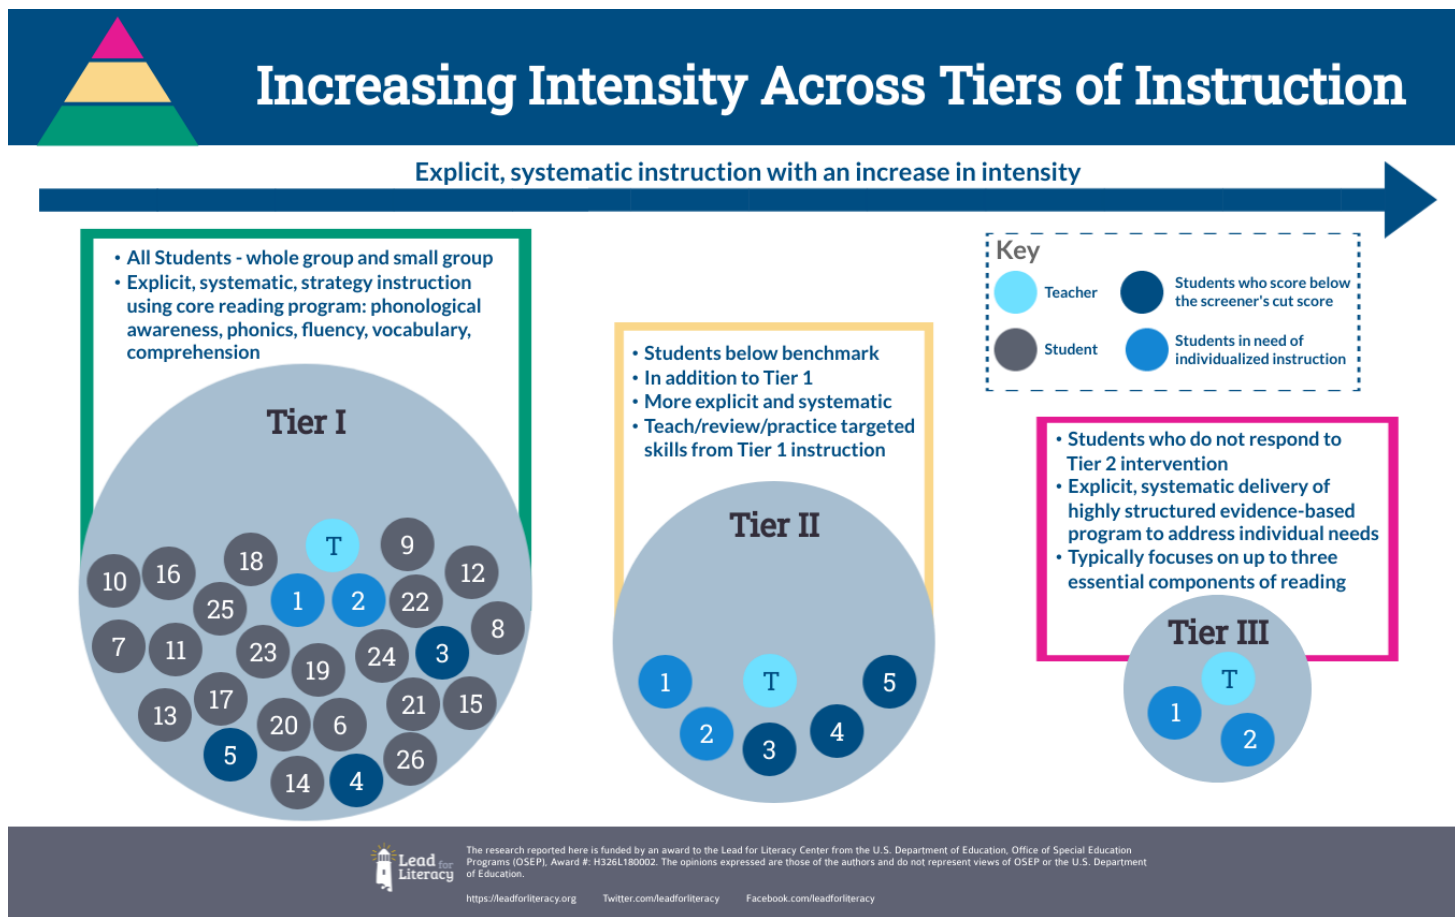 Increasing Intensity Across Tiers of Instruction
Explicit, systematic instruction with an increase in intensity
• All Students - whole group and small group
• Explicit, systematic, strategy instruction
using core reading program: phonological
awareness, phonics, fluency, vocabulary,
comprehension
Tier I
T
9
18
16
10
12
1
2
22
25
8
7
11
23
19
24
3
17
13
20
6
21
15
5
14
4
26
• Students below benchmark
• In addition to Tier 1
• More explicit and systematic
• Teach/review/practice targeted
skills from Tier 1 instruction
Tier II
1
T
5
2
3
4
Key
Teacher
Students who score below
the screener's cut score
Student
Students in need of
individualized instruction
• Students who do not respond to
Tier 2 intervention
• Explicit, systematic delivery of
highly structured evidence-based
program to address individual needs
• Typically focuses on up to three
essential components of reading
Tier III
T
1
2
Lead for
Literacy
The research reported here is funded by an award to the Lead for Literacy Center from the U.S. Department of Education, Office of Special Education
Programs (OSEP), Award #: H326L180002. The opinions expressed are those of the authors and do not represent views of OSEP or the U.S. Department
of Education.
https://leadforliteracy.org Twitter.com/leadforliteracy Facebook.com/leadforliteracy